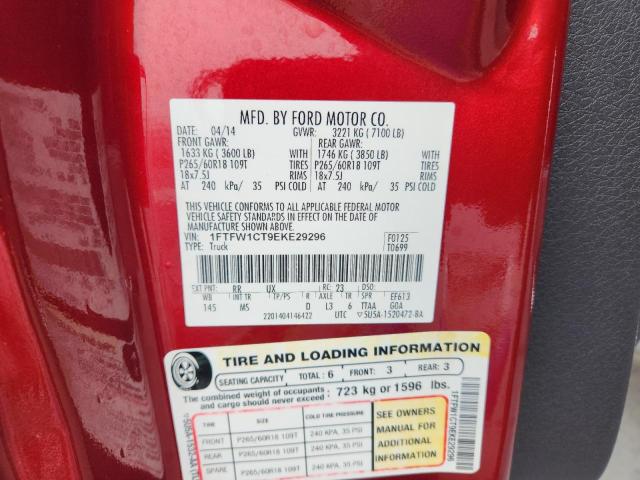 MFD. BY FORD MOTOR CO.
DATE: 04/14 GVWR: 3221 KG ( 7100 LB)
FRONT GAWR: REAR GAWR:
1633 KG ( 3600 LB) WITH 1746 KG ( 3850 LB) WITH
P265/60R18 109T TIRES P265/60R18 109T TIRES
18x7.5J RIMS 18x7.5J RIMS
AT 240 kPa/ 35 PSI COLD AT 240 kPa/ 35 PSI COLD
THIS VEHICLE CONFORMS TO ALL APPLICABLE FEDERAL MOTOR
VEHICLE SAFETY STANDARDS IN EFFECT ON THE DATE OF
MANUFACTURE SHOWN ABOVE.
VIN: 1FTFW1CT9EKE29296 F0125
TYPE: Truck T0699
EXT PNT: RR UX RC: 23 DSO:
WB INT TR TP/PS R AXLE TR SPR EF613
145 MS D L3 6 TTAA G0A
2201404146422 UTC ▽5U5A-1520472-BA
TIRE AND LOADING INFORMATION
SEATING CAPACITY TOTAL: 6 FRONT: 3 REAR: 3
The combined weight of occupants and cargo should never exceed: 723 kg or 1596 lbs.
TIRE SIZE COLD TIRE PRESSURE
FRONT P265/60R18 109T 240 KPA, 35 PSI
REAR P265/60R18 109T 240 KPA, 35 PSI
SPARE P265/60R18 109T 240 KPA, 35 PSI
SEE OWNERS
MANUAL FOR
ADDITIONAL
INFORMATION
1FTFW1CT9EKE29296